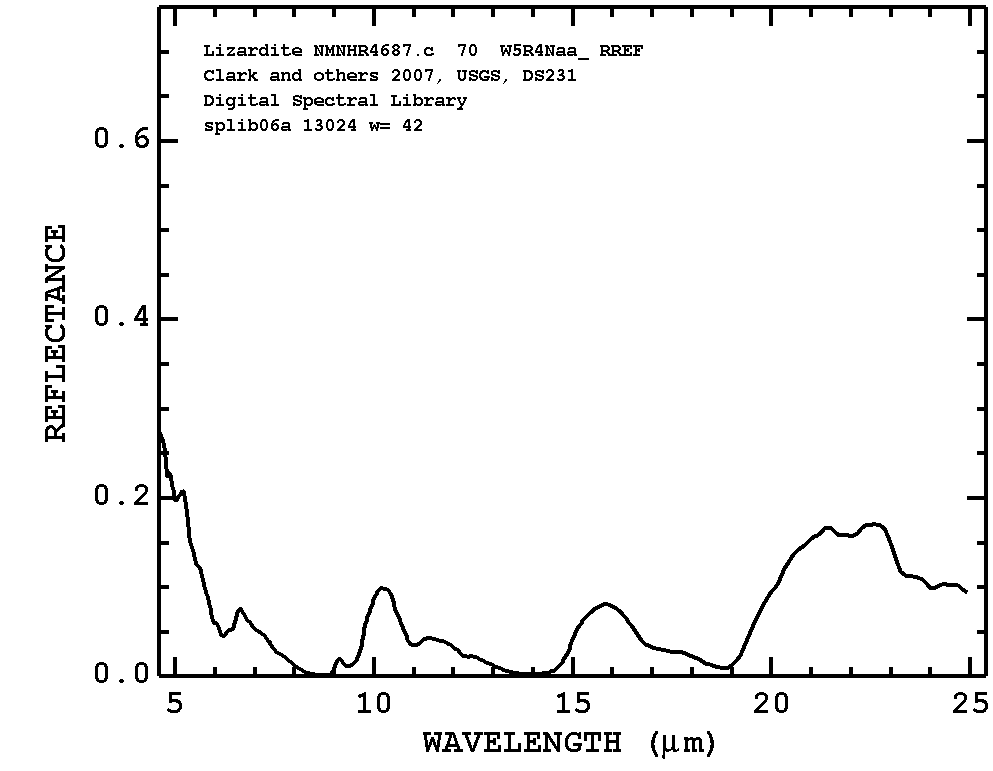 Lizardite NMNHR4687.c  70  W5R4Naa_ RREF
Clark and others 2007, USGS, DS231
Digital Spectral Library
splib06a 13024 w= 42
0.6
0.4
0.2
0.0
REFLECTANCE
5 10 15 20 25
WAVELENGTH (μm)